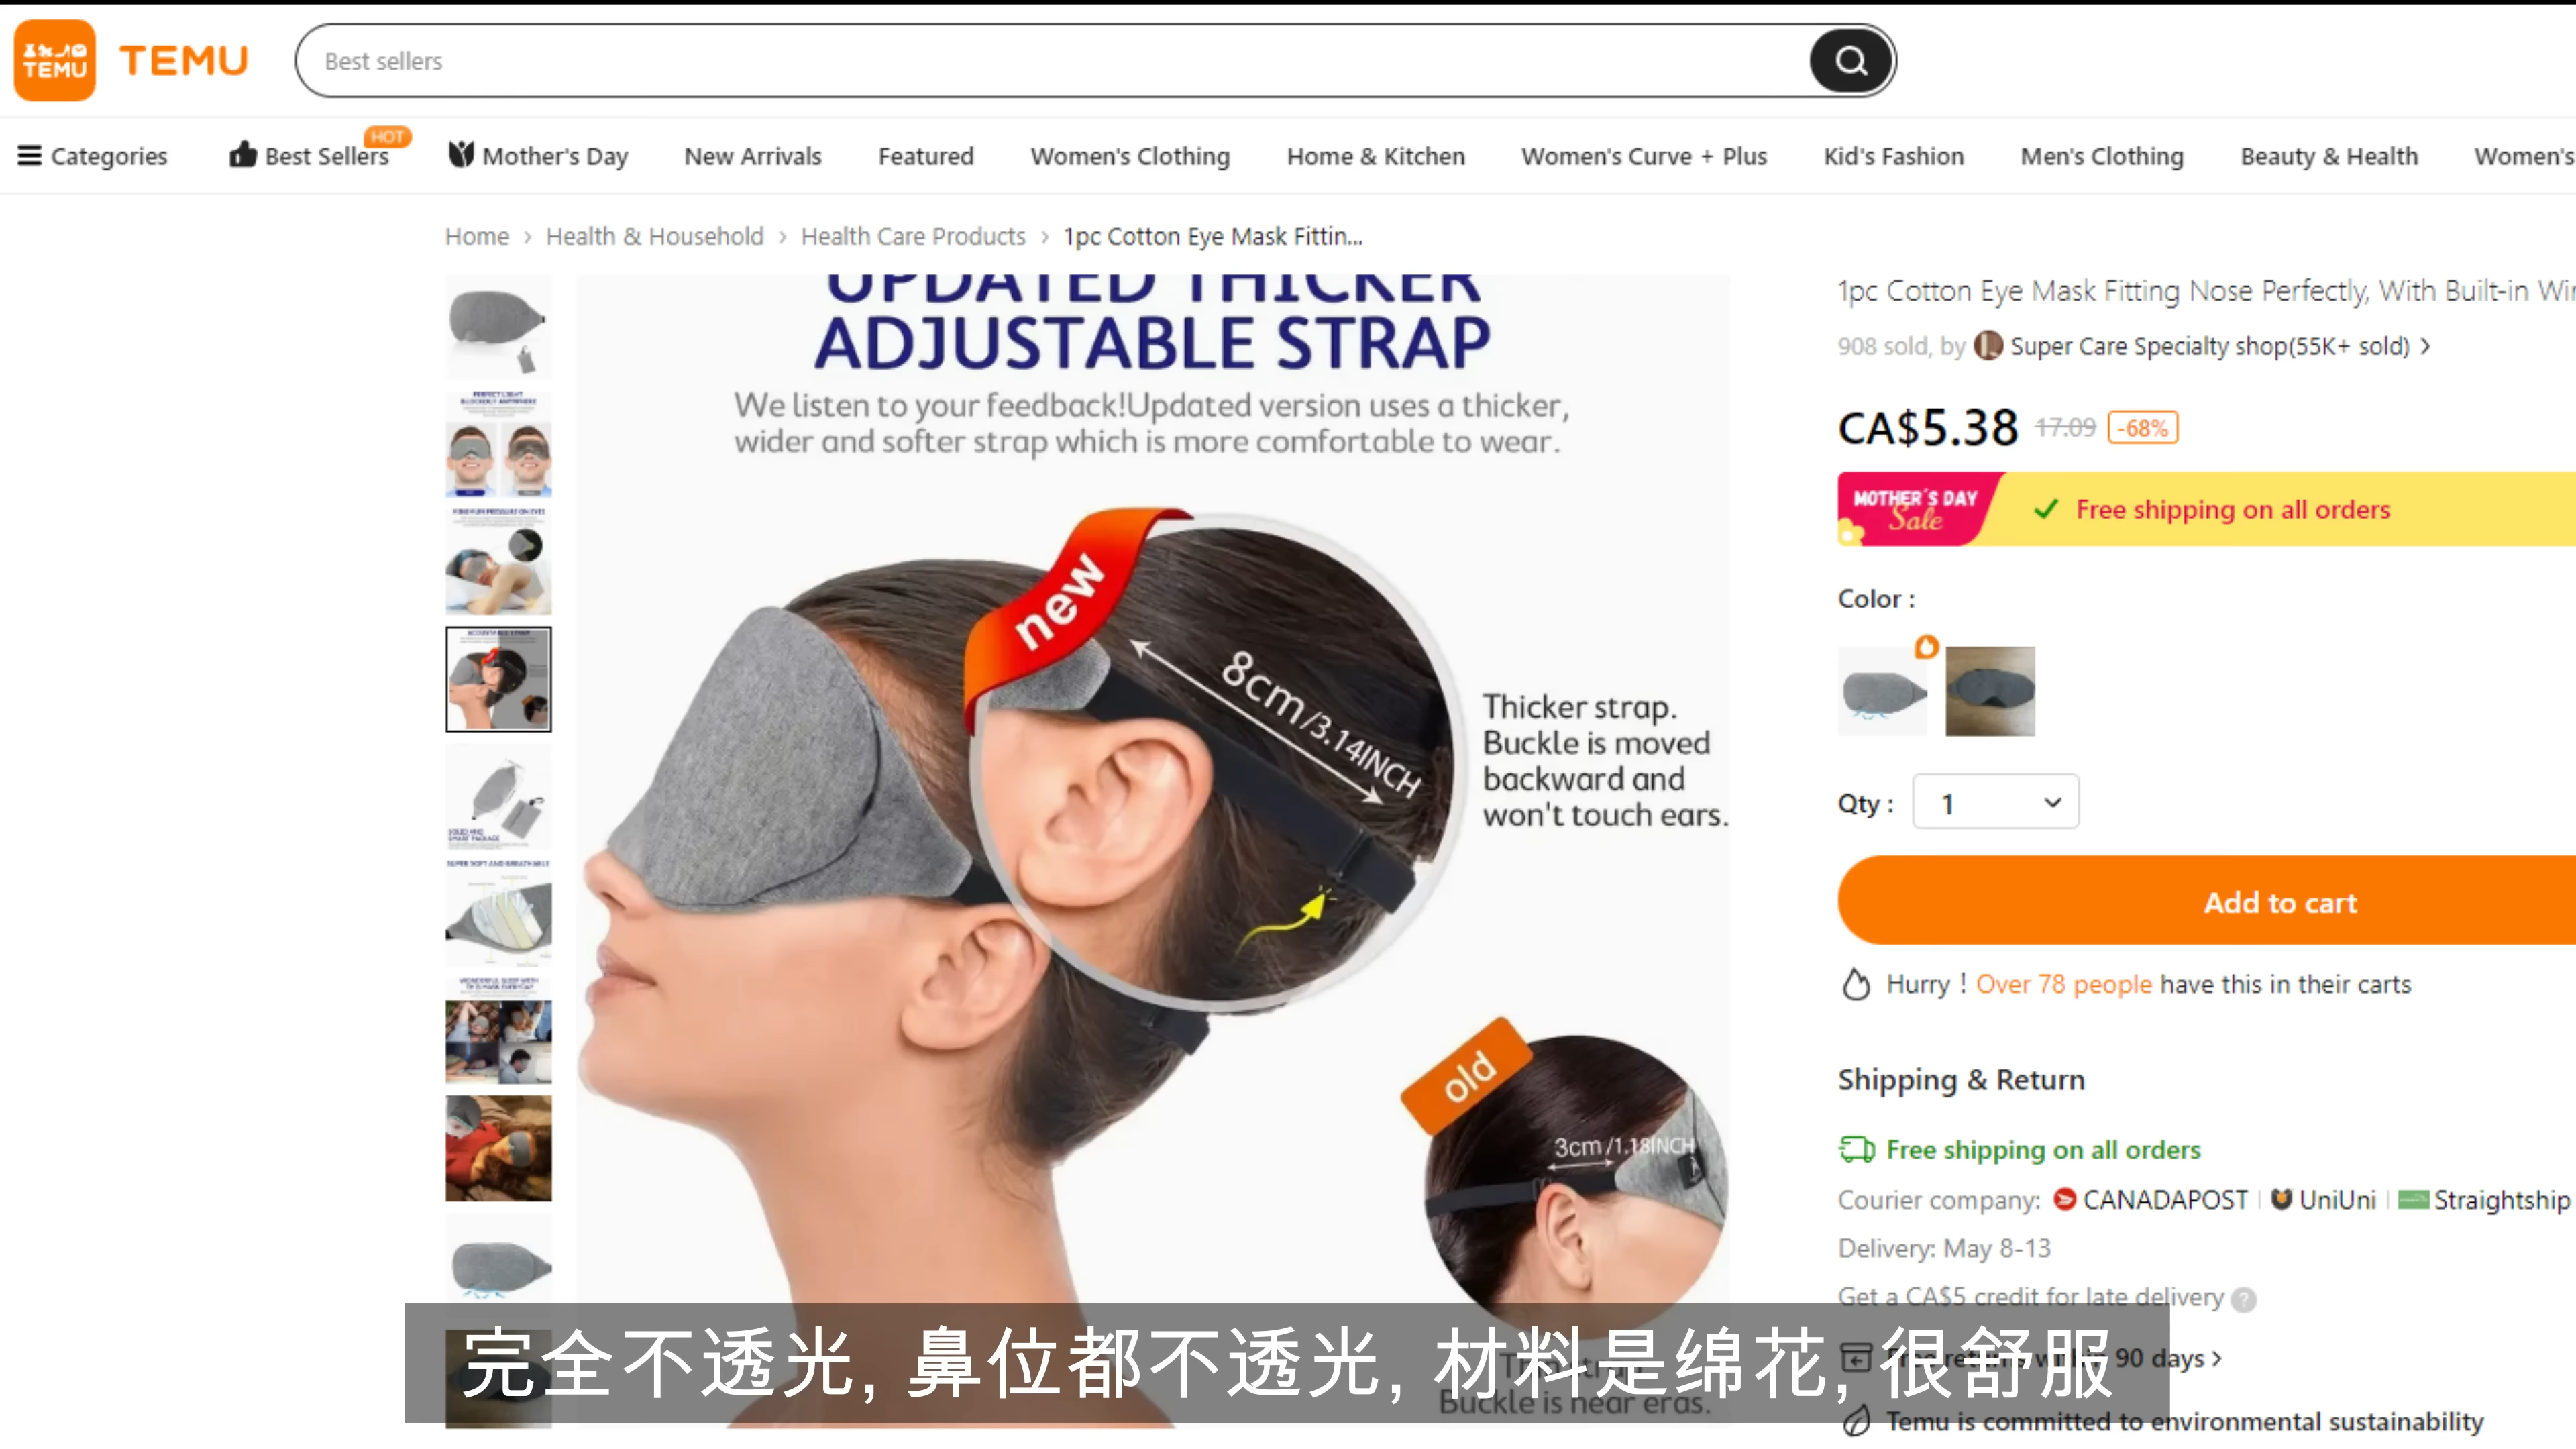 TEMU
TEMU
Best sellers
Categories
Best Sellers
HOT
Mother's Day
New Arrivals
Featured
Women's Clothing
Home & Kitchen
Women's Curve + Plus
Kid's Fashion
Men's Clothing
Beauty & Health
Women's
Home › Health & Household › Health Care Products › 1pc Cotton Eye Mask Fittin...
UPDATED THICKER
ADJUSTABLE STRAP
We listen to your feedback!Updated version uses a thicker,
wider and softer strap which is more comfortable to wear.
new
8cm/3.14INCH
Thicker strap.
Buckle is moved
backward and
won't touch ears.
old
3cm/1.18INCH
Buckle is near eras.
1pc Cotton Eye Mask Fitting Nose Perfectly, With Built-in
908 sold, by Super Care Specialty shop(55K+ sold) >
CA$5.38 17.09 -68%
MOTHER'S DAY
Sale
Free shipping on all orders
Color :
Qty : 1
Add to cart
Hurry ! Over 78 people have this in their carts
Shipping & Return
Free shipping on all orders
Courier company: CANADAPOST | UniUni | Straightship
Delivery: May 8-13
Get a CA$5 credit for late delivery ?
Free returns within 90 days >
Temu is committed to environmental sustainability
完全不透光, 鼻位都不透光, 材料是绵花, 很舒服